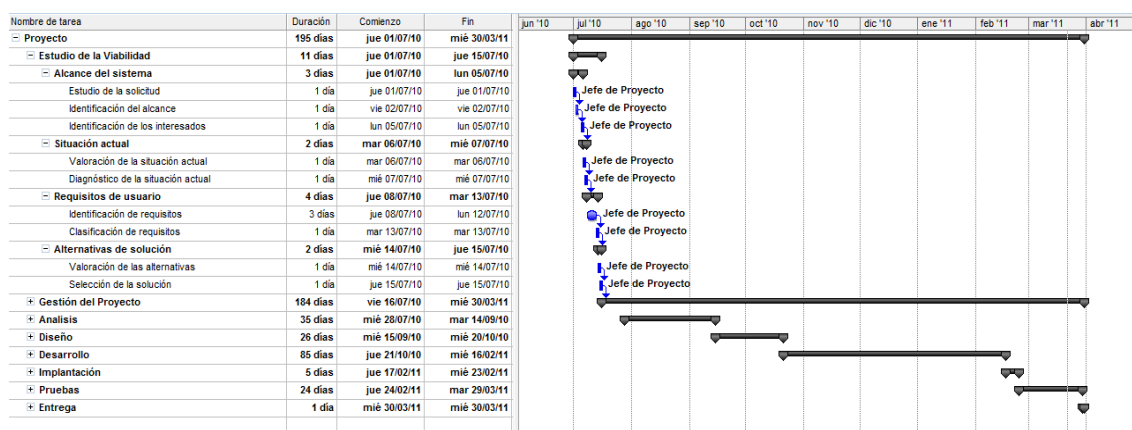 Nombre de tarea Duración Comienzo Fin jun '10 jul '10 ago '10 sep '10 oct '10 nov '10 dic '10 ene '11 feb '11 mar '11 abr '11
Proyecto 195 días jue 01/07/10 mié 30/03/11
Estudio de la Viabilidad 11 días jue 01/07/10 jue 15/07/10
Alcance del sistema 3 días jue 01/07/10 lun 05/07/10
Estudio de la solicitud 1 día jue 01/07/10 jue 01/07/10 Jefe de Proyecto
Identificación del alcance 1 día vie 02/07/10 vie 02/07/10 Jefe de Proyecto
Identificación de los interesados 1 día lun 05/07/10 lun 05/07/10 Jefe de Proyecto
Situación actual 2 días mar 06/07/10 mié 07/07/10
Valoración de la situación actual 1 día mar 06/07/10 mar 06/07/10 Jefe de Proyecto
Diagnóstico de la situación actual 1 día mié 07/07/10 mié 07/07/10 Jefe de Proyecto
Requisitos de usuario 4 días jue 08/07/10 mar 13/07/10
Identificación de requisitos 3 días jue 08/07/10 lun 12/07/10 Jefe de Proyecto
Clasificación de requisitos 1 día mar 13/07/10 mar 13/07/10 Jefe de Proyecto
Alternativas de solución 2 días mié 14/07/10 jue 15/07/10
Valoración de las alternativas 1 día mié 14/07/10 mié 14/07/10 Jefe de Proyecto
Selección de la solución 1 día jue 15/07/10 jue 15/07/10 Jefe de Proyecto
Gestión del Proyecto 184 días vie 16/07/10 mié 30/03/11
Analisis 35 días mié 28/07/10 mar 14/09/10
Diseño 26 días mié 15/09/10 mié 20/10/10
Desarrollo 85 días jue 21/10/10 mié 16/02/11
Implantación 5 días jue 17/02/11 mié 23/02/11
Pruebas 24 días jue 24/02/11 mar 29/03/11
Entrega 1 día mié 30/03/11 mié 30/03/11